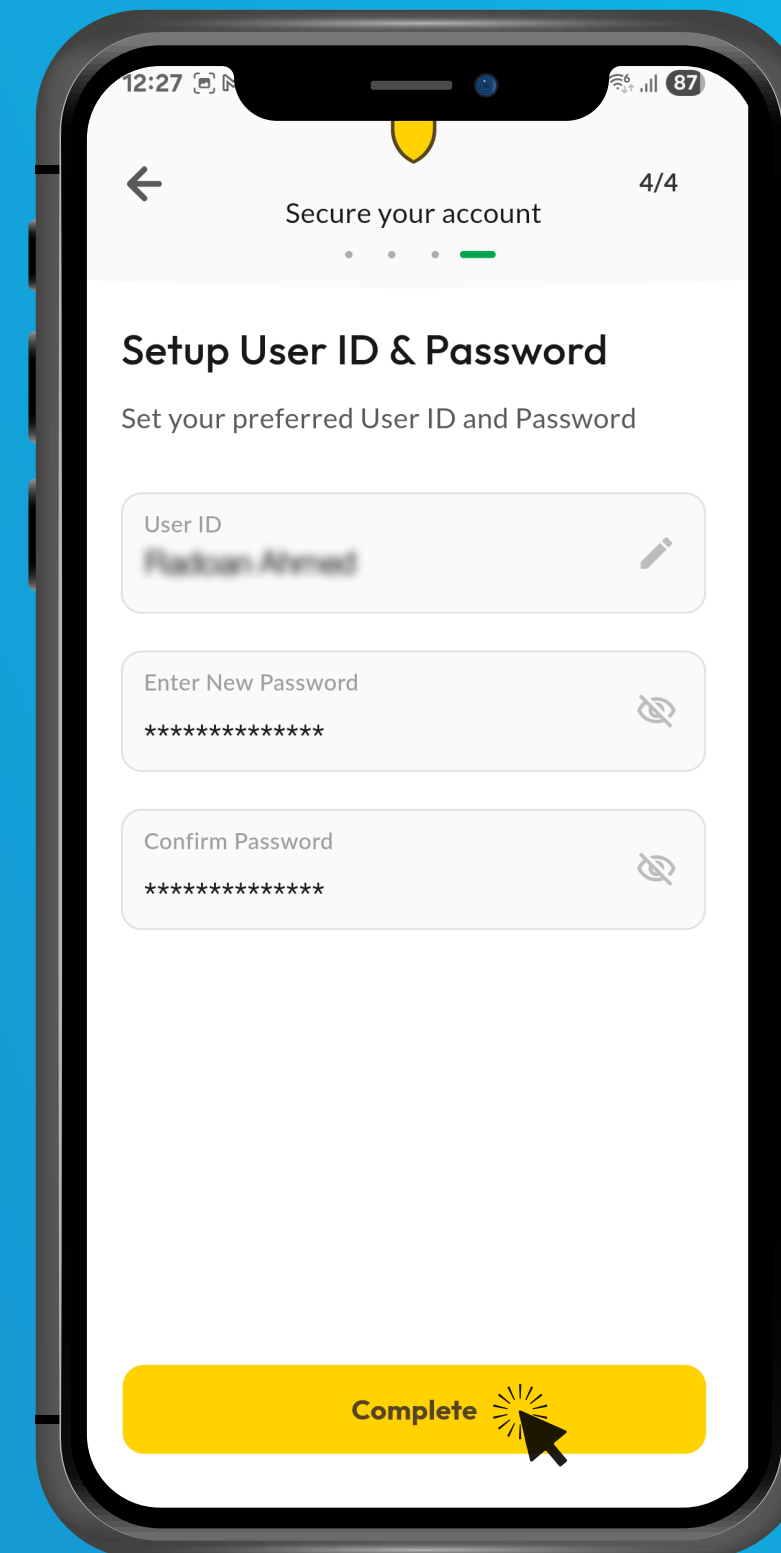 12:27
87
4/4
Secure your account
Setup User ID & Password
Set your preferred User ID and Password
User ID
Enter New Password
**************
Confirm Password
**************
Complete